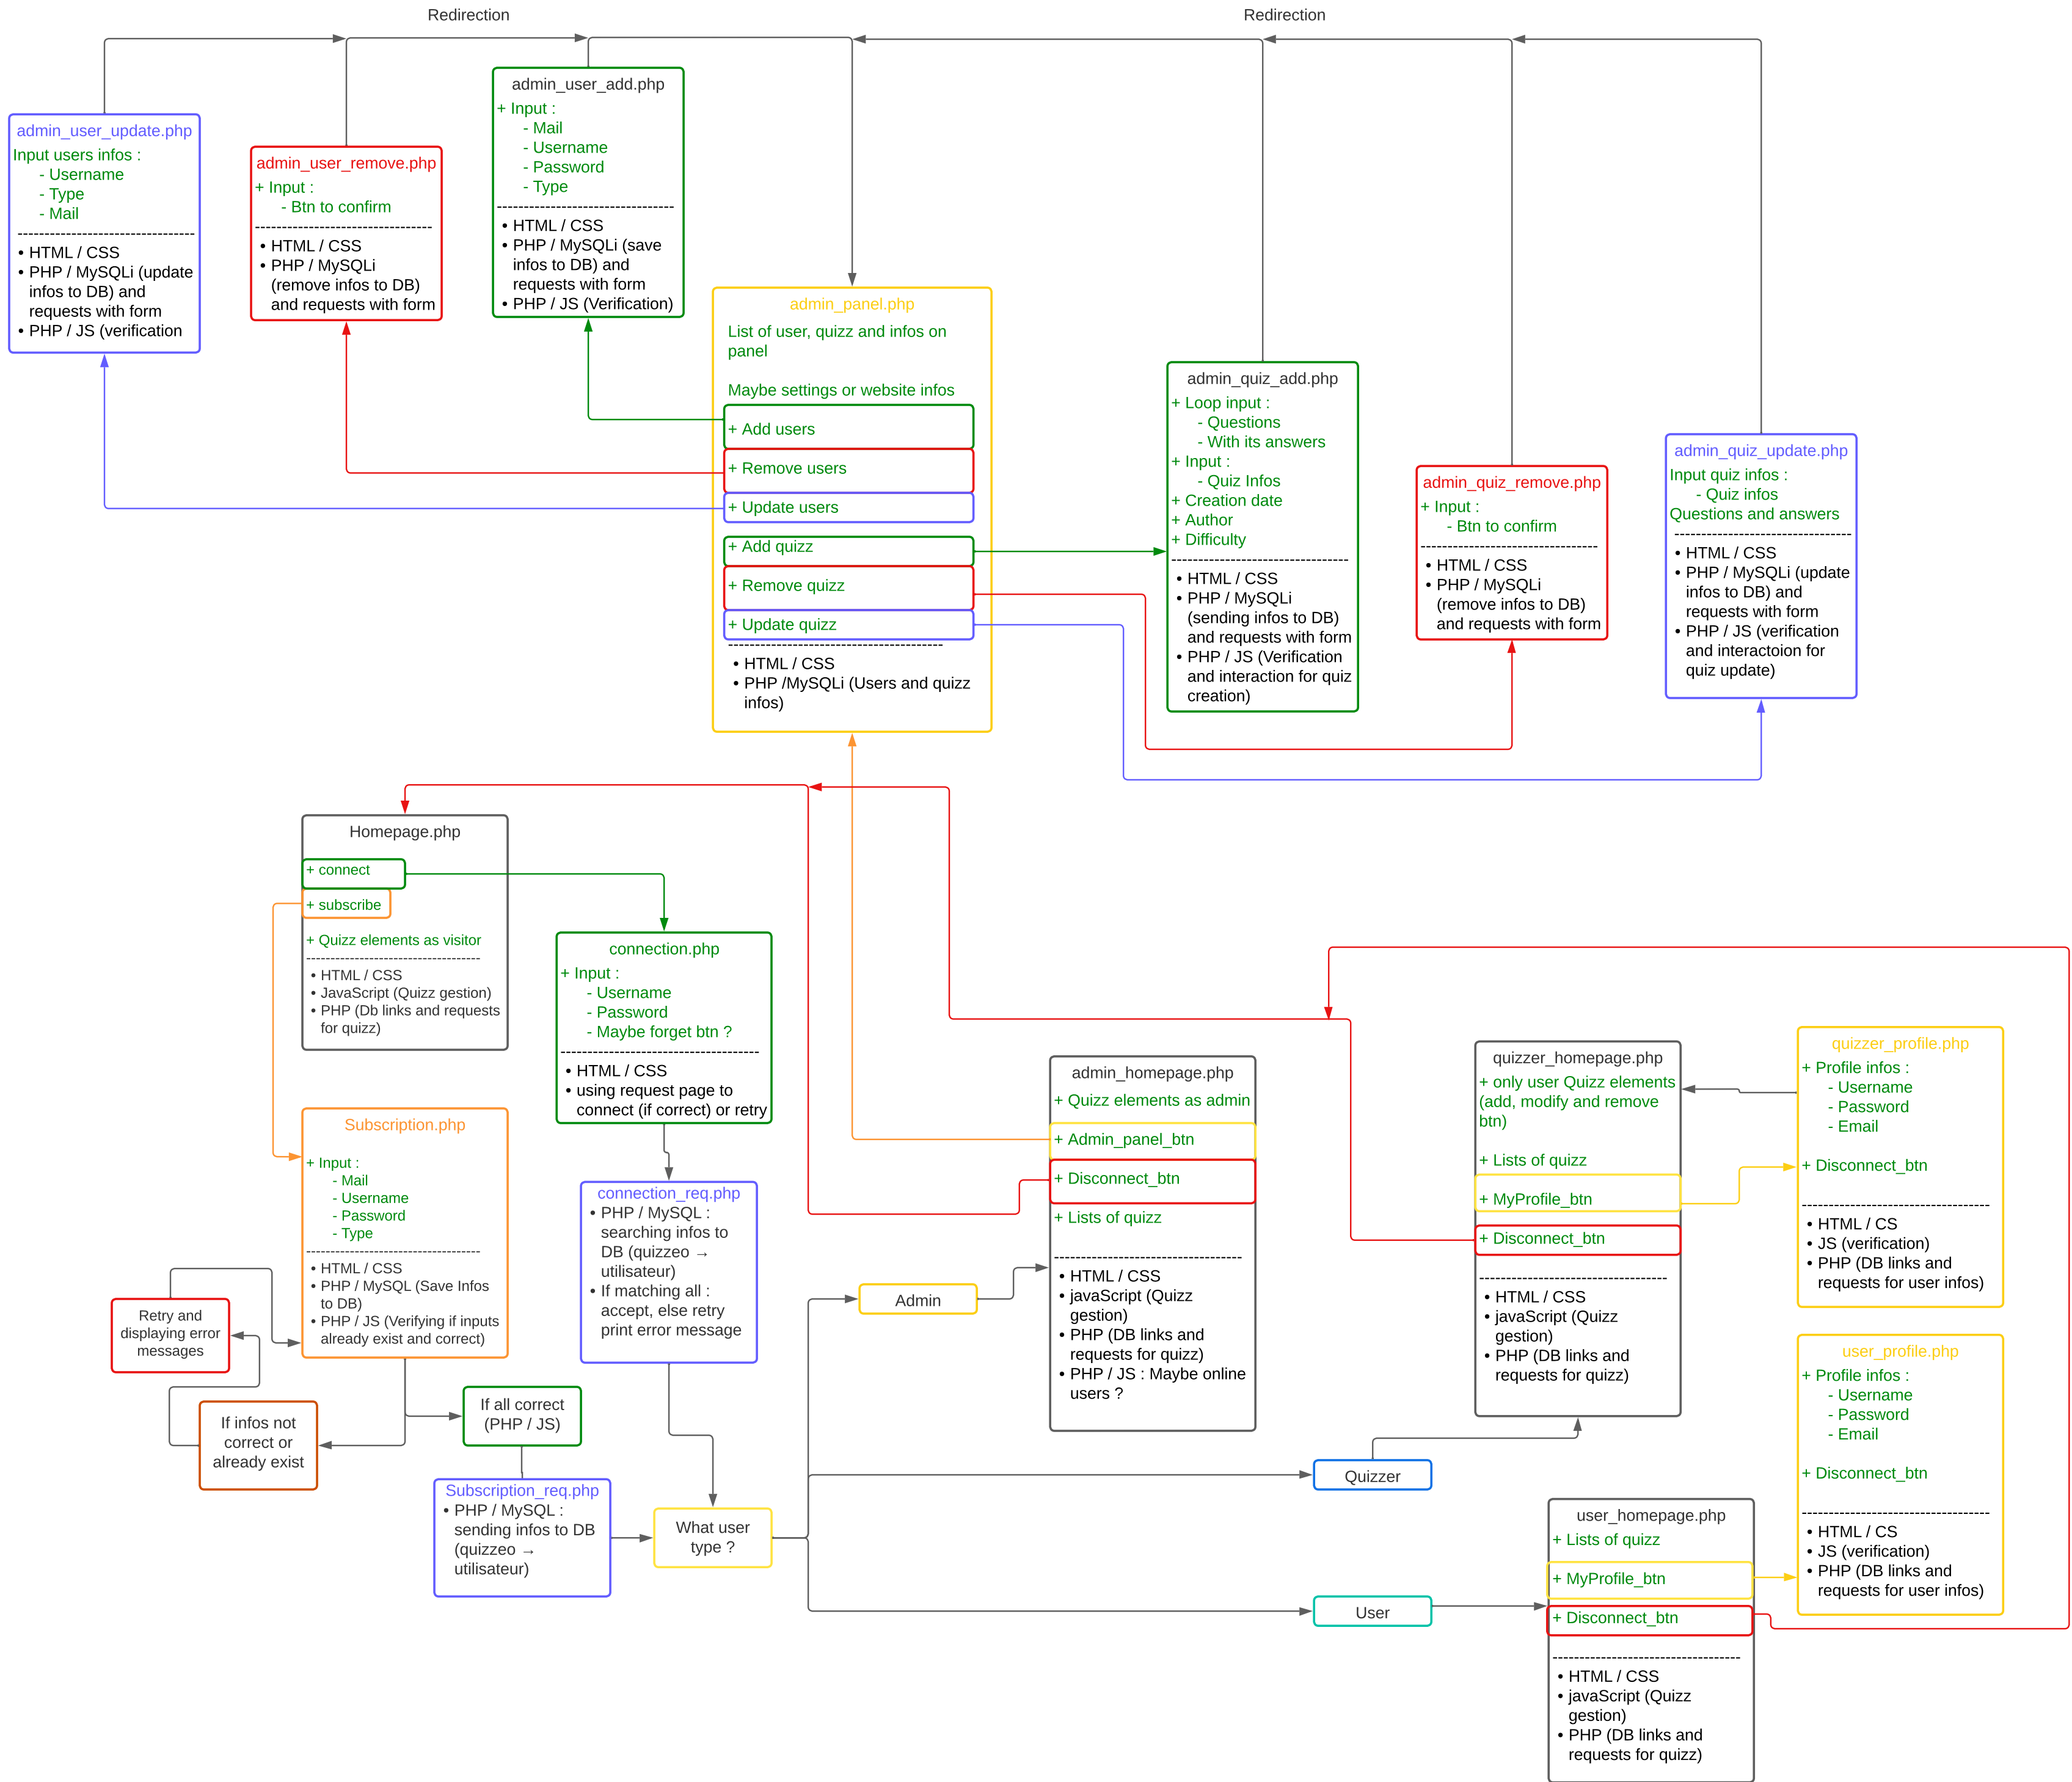 Redirection
Redirection
admin_user_update.php
Input users infos :
- Username
- Type
- Mail
---------------------------------
• HTML / CSS
• PHP / MySQLi (update
infos to DB) and
requests with form
• PHP / JS (verification
admin_user_remove.php
+ Input :
- Btn to confirm
---------------------------------
• HTML / CSS
• PHP / MySQLi
(remove infos to DB)
and requests with form
admin_user_add.php
+ Input :
- Mail
- Username
- Password
- Type
---------------------------------
• HTML / CSS
• PHP / MySQLi (save
infos to DB) and
requests with form
• PHP / JS (Verification)
admin_panel.php
List of user, quizz and infos on
panel
Maybe settings or website infos
+ Add users
+ Remove users
+ Update users
+ Add quizz
+ Remove quizz
+ Update quizz
----------------------------------------
• HTML / CSS
• PHP /MySQLi (Users and quizz
infos)
admin_quiz_add.php
+ Loop input :
- Questions
- With its answers
+ Input :
- Quiz Infos
+ Creation date
+ Author
+ Difficulty
---------------------------------
• HTML / CSS
• PHP / MySQLi
(sending infos to DB)
and requests with form
• PHP / JS (Verification
and interaction for quiz
creation)
admin_quiz_remove.php
+ Input :
- Btn to confirm
---------------------------------
• HTML / CSS
• PHP / MySQLi
(remove infos to DB)
and requests with form
admin_quiz_update.php
Input quiz infos :
- Quiz infos
Questions and answers
---------------------------------
• HTML / CSS
• PHP / MySQLi (update
infos to DB) and
requests with form
• PHP / JS (verification
and interactoion for
quiz update)
Homepage.php
+ connect
+ subscribe
+ Quizz elements as visitor
-------------------------------------
• HTML / CSS
• JavaScript (Quizz gestion)
• PHP (Db links and requests
for quizz)
connection.php
+ Input :
- Username
- Password
- Maybe forget btn ?
-------------------------------------
• HTML / CSS
• using request page to
connect (if correct) or retry
Subscription.php
+ Input :
- Mail
- Username
- Password
- Type
-------------------------------------
• HTML / CSS
• PHP / MySQL (Save Infos
to DB)
• PHP / JS (Verifying if inputs
already exist and correct)
connection_req.php
• PHP / MySQL :
searching infos to
DB (quizzeo →
utilisateur)
• If matching all :
accept, else retry
print error message
Retry and
displaying error
messages
If infos not
correct or
already exist
If all correct
(PHP / JS)
Subscription_req.php
• PHP / MySQL :
sending infos to DB
(quizzeo →
utilisateur)
What user
type ?
Admin
Quizzer
User
admin_homepage.php
+ Quizz elements as admin
+ Admin_panel_btn
+ Disconnect_btn
+ Lists of quizz
-----------------------------------
• HTML / CSS
• javaScript (Quizz
gestion)
• PHP (DB links and
requests for quizz)
• PHP / JS : Maybe online
users ?
quizzer_homepage.php
+ only user Quizz elements
(add, modify and remove
btn)
+ Lists of quizz
+ MyProfile_btn
+ Disconnect_btn
-----------------------------------
• HTML / CSS
• javaScript (Quizz
gestion)
• PHP (DB links and
requests for quizz)
quizzer_profile.php
+ Profile infos :
- Username
- Password
- Email
+ Disconnect_btn
-----------------------------------
• HTML / CS
• JS (verification)
• PHP (DB links and
requests for user infos)
user_profile.php
+ Profile infos :
- Username
- Password
- Email
+ Disconnect_btn
-----------------------------------
• HTML / CS
• JS (verification)
• PHP (DB links and
requests for user infos)
user_homepage.php
+ Lists of quizz
+ MyProfile_btn
+ Disconnect_btn
-----------------------------------
• HTML / CSS
• javaScript (Quizz
gestion)
• PHP (DB links and
requests for quizz)